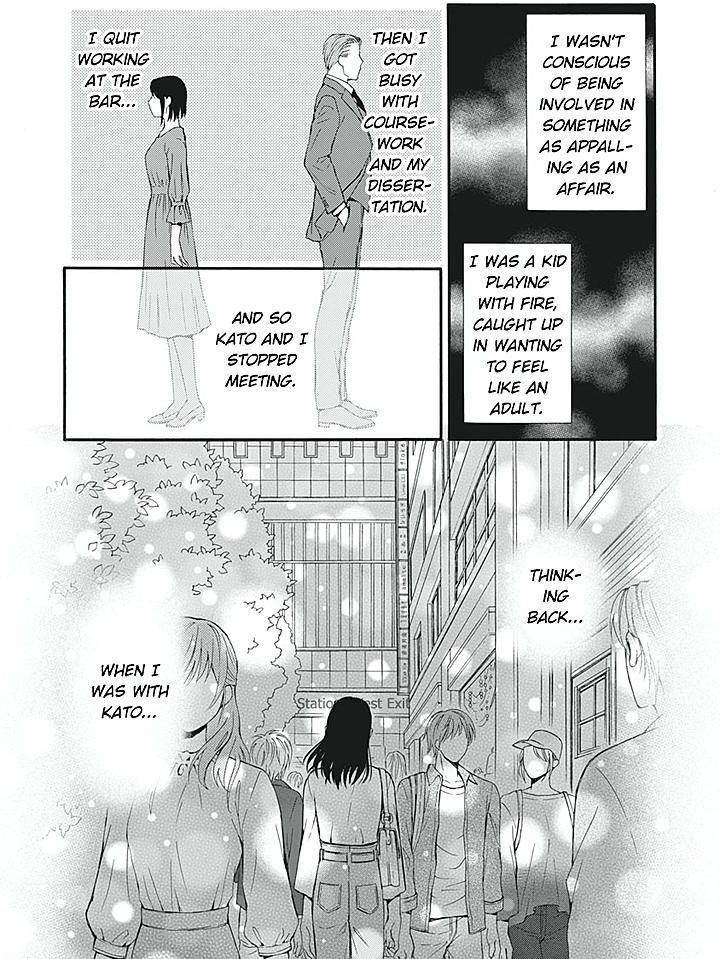 I WASN'T
CONSCIOUS
OF BEING
INVOLVED IN
SOMETHING
AS APPALL-
ING AS AN
AFFAIR.
I WAS A KID
PLAYING
WITH FIRE,
CAUGHT UP
IN WANTING
TO FEEL
LIKE AN
ADULT.
THEN I
GOT
BUSY
WITH
COURSE-
WORK
AND MY
DISSER-
TATION.
I QUIT
WORKING
AT THE
BAR...
AND SO
KATO AND I
STOPPED
MEETING.
THINK-
ING
BACK...
WHEN I
WAS WITH
KATO...
Station
Exit